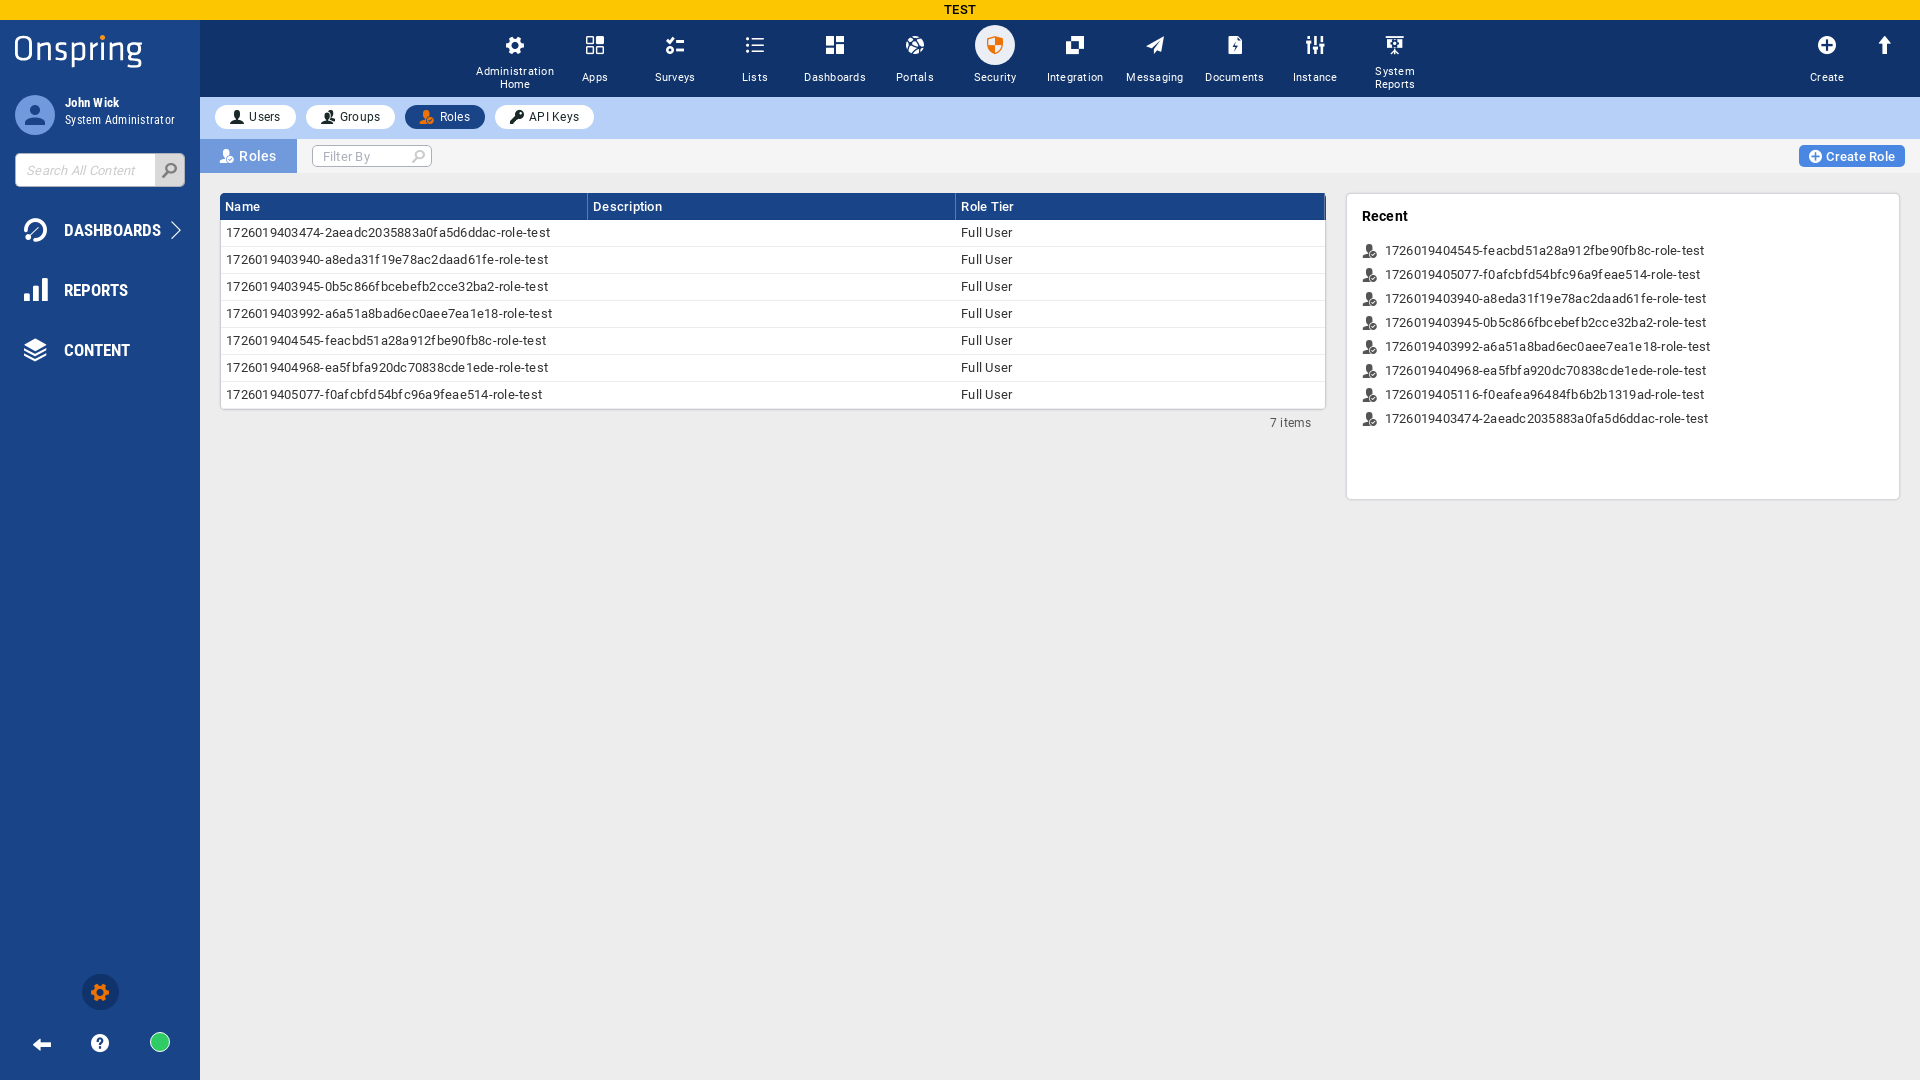 TEST
Onspring
John Wick
System Administrator
Search All Content
DASHBOARDS
REPORTS
CONTENT
Administration Home
Apps
Surveys
Lists
Dashboards
Portals
Security
Integration
Messaging
Documents
Instance
System Reports
Create
Users
Groups
Roles
API Keys
Roles
Filter By
Create Role
Name Description Role Tier
1726019403474-2aeadc2035883a0fa5d6ddac-role-test Full User
1726019403940-a8eda31f19e78ac2daad61fe-role-test Full User
1726019403945-0b5c866fbcebefb2cce32ba2-role-test Full User
1726019403992-a6a51a8bad6ec0aee7ea1e18-role-test Full User
1726019404545-feacbd51a28a912fbe90fb8c-role-test Full User
1726019404968-ea5fbfa920dc70838cde1ede-role-test Full User
1726019405077-f0afcbfd54bfc96a9feae514-role-test Full User
7 items
Recent
1726019404545-feacbd51a28a912fbe90fb8c-role-test
1726019405077-f0afcbfd54bfc96a9feae514-role-test
1726019403940-a8eda31f19e78ac2daad61fe-role-test
1726019403945-0b5c866fbcebefb2cce32ba2-role-test
1726019403992-a6a51a8bad6ec0aee7ea1e18-role-test
1726019404968-ea5fbfa920dc70838cde1ede-role-test
1726019405116-f0eafea96484fb6b2b1319ad-role-test
1726019403474-2aeadc2035883a0fa5d6ddac-role-test